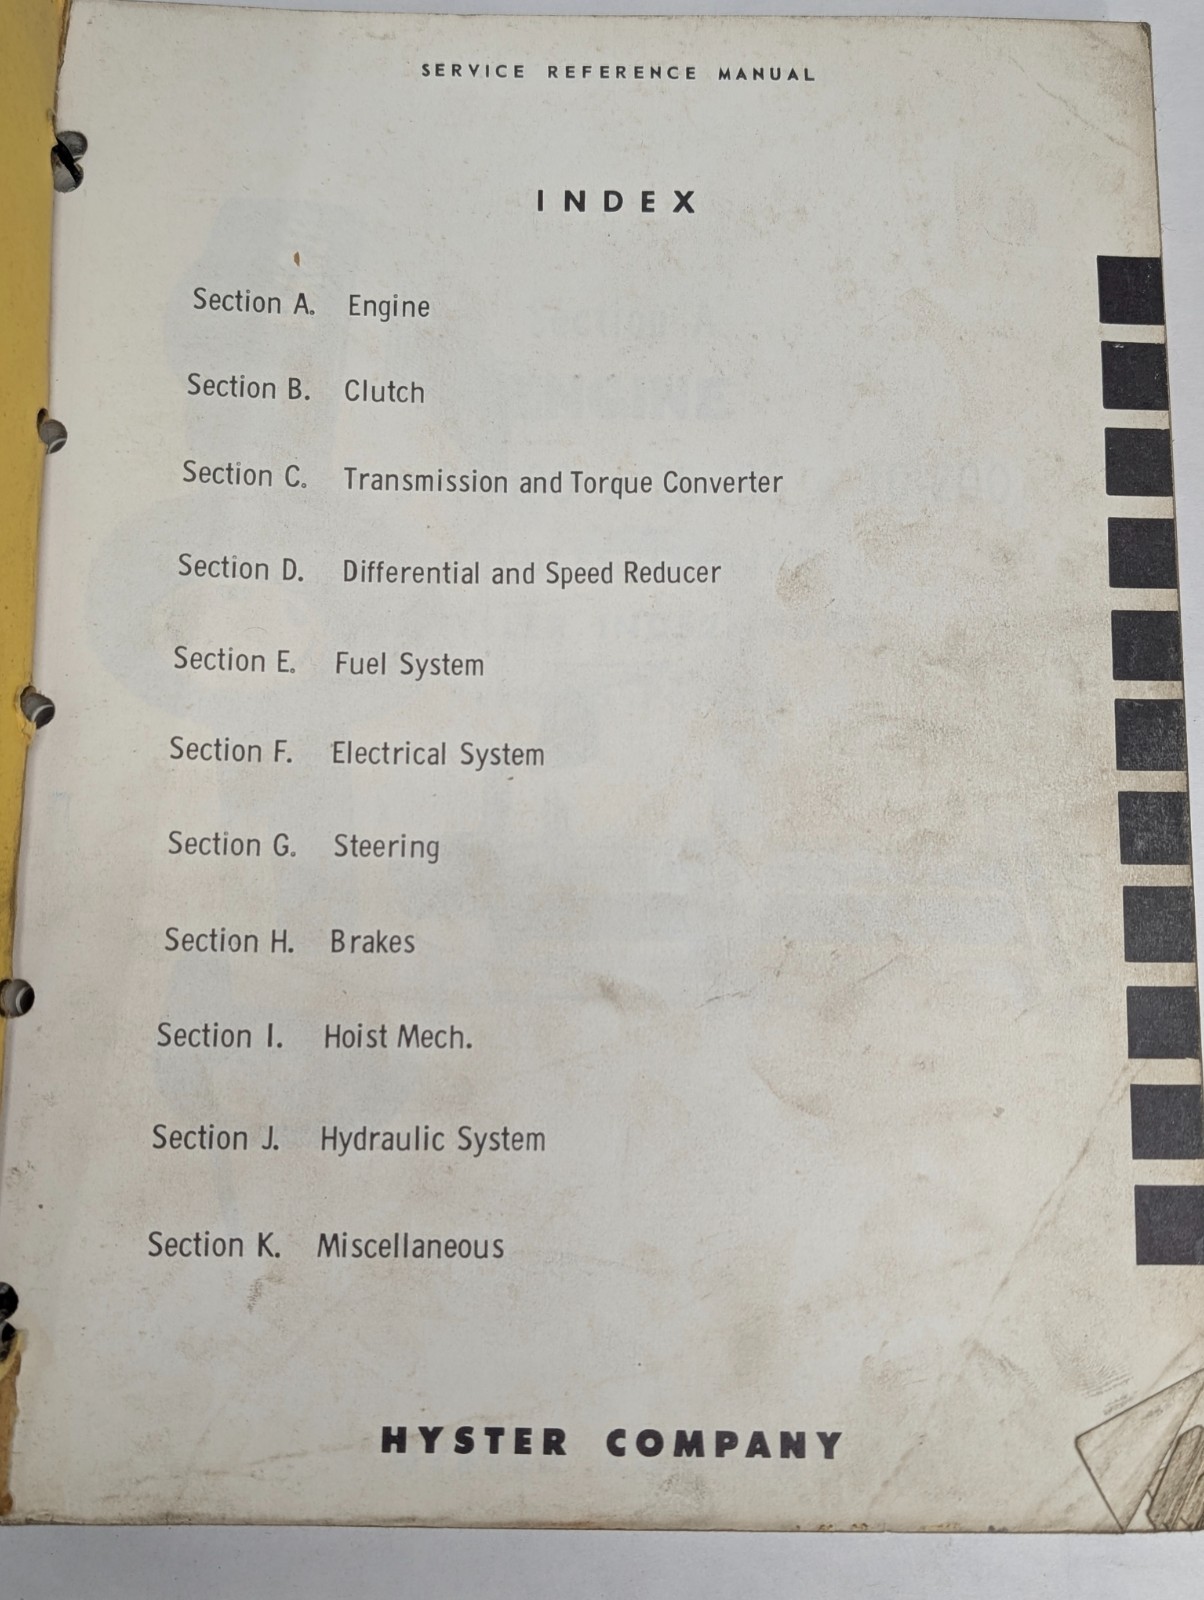 SERVICE REFERENCE MANUAL
INDEX
Section A. Engine
Section B. Clutch
Section C. Transmission and Torque Converter
Section D. Differential and Speed Reducer
Section E. Fuel System
Section F. Electrical System
Section G. Steering
Section H. Brakes
Section I. Hoist Mech.
Section J. Hydraulic System
Section K. Miscellaneous
HYSTER COMPANY